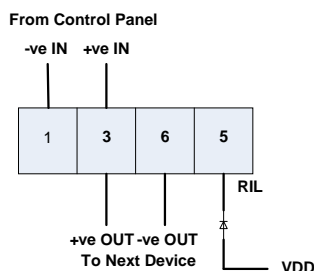 From Control Panel
-ve IN +ve IN
1 3 6 5
RIL
+ve OUT -ve OUT
To Next Device
VDD